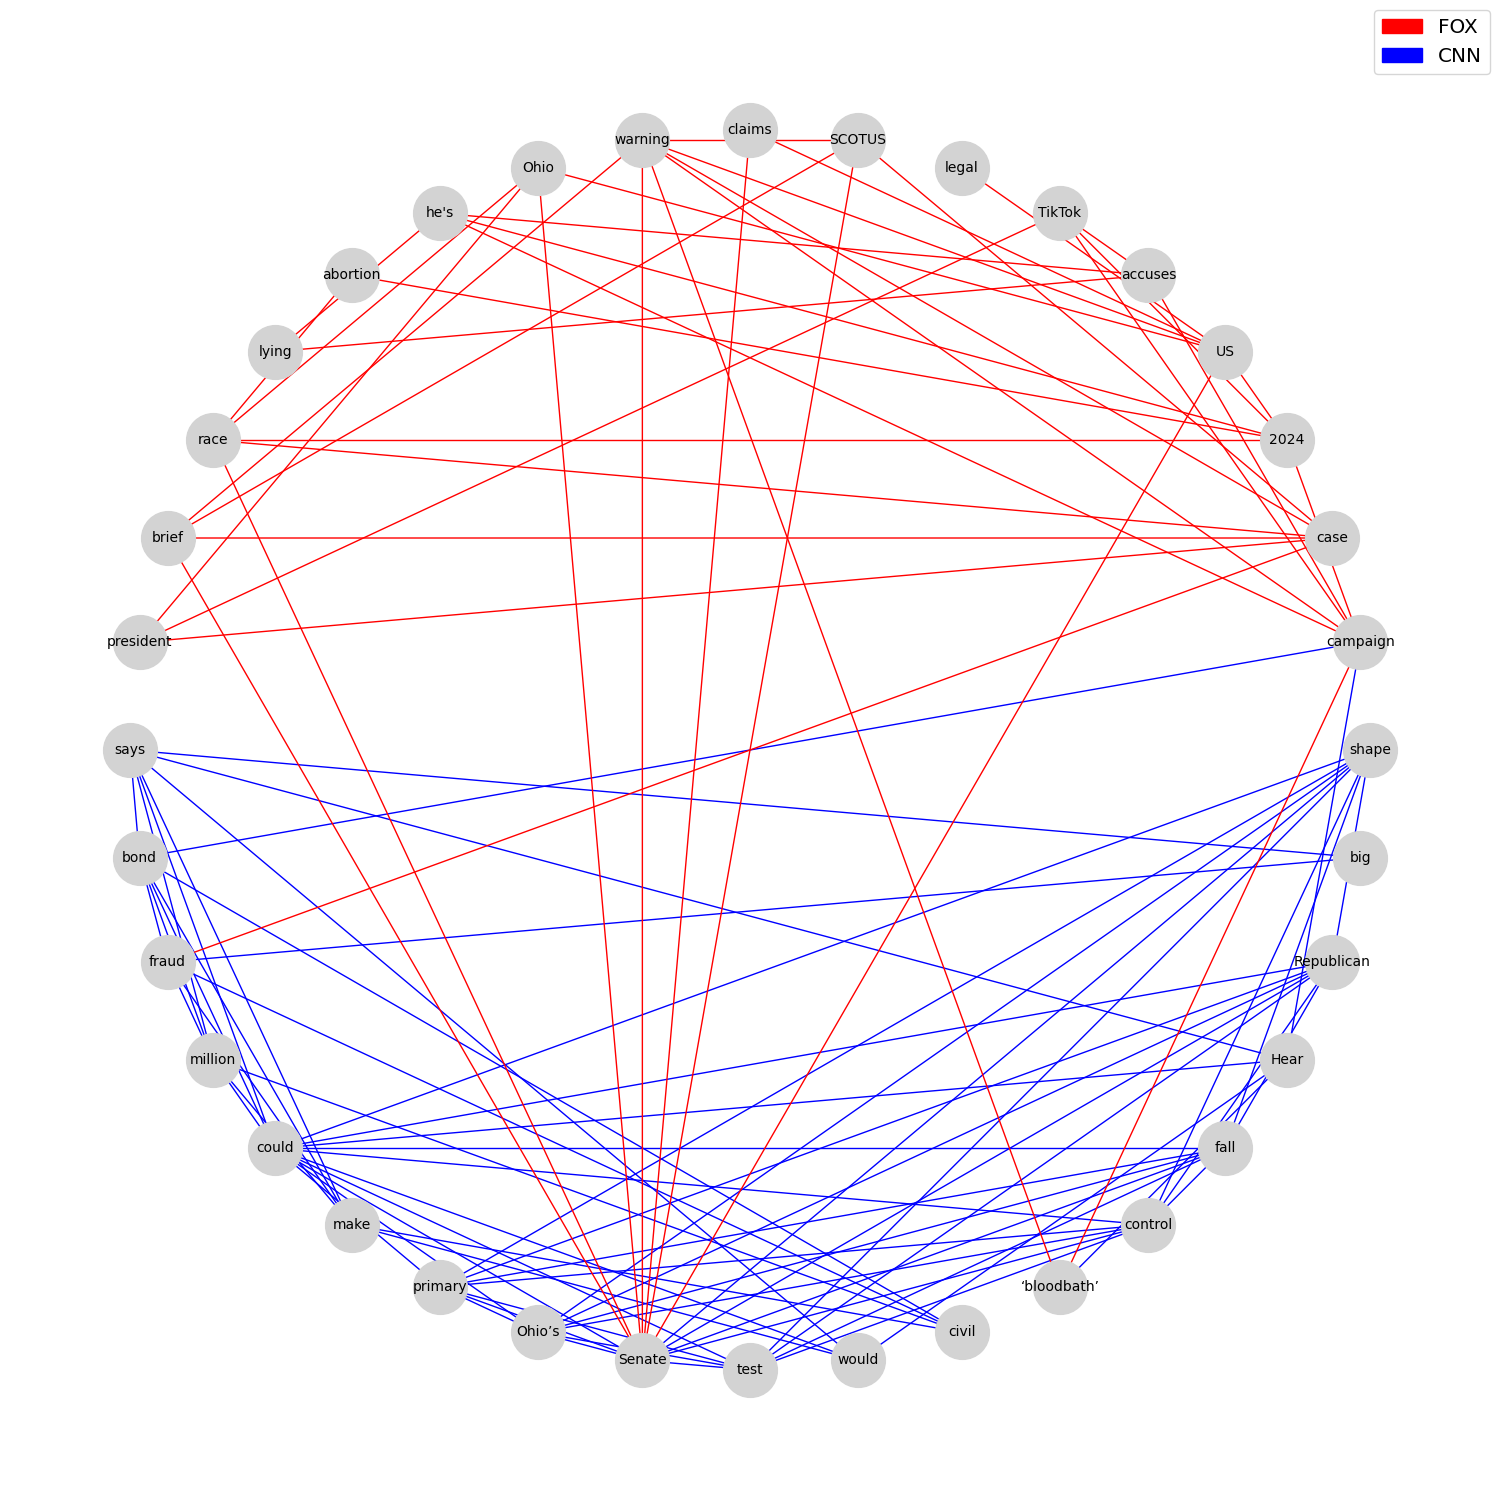 FOX
CNN
claims
warning
SCOTUS
Ohio
legal
he's
TikTok
abortion
accuses
lying
US
race
2024
brief
case
president
campaign
says
shape
bond
big
fraud
Republican
million
Hear
could
fall
make
control
primary
‘bloodbath’
Ohio’s
civil
Senate
would
test